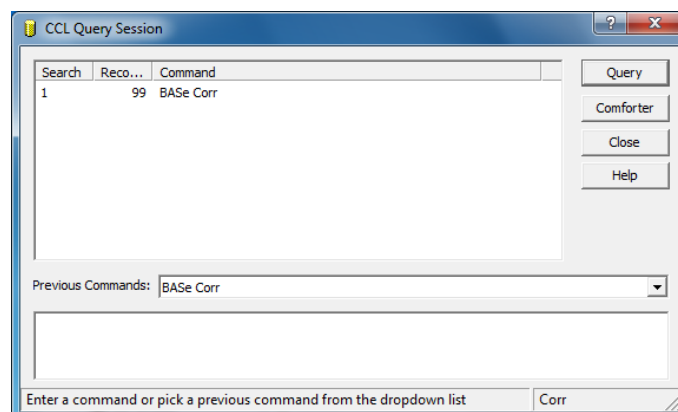 CCL Query Session
?
Search Reco... Command
1 99 BASe Corr
Query
Comforter
Close
Help
Previous Commands: BASe Corr
Enter a command or pick a previous command from the dropdown list Corr